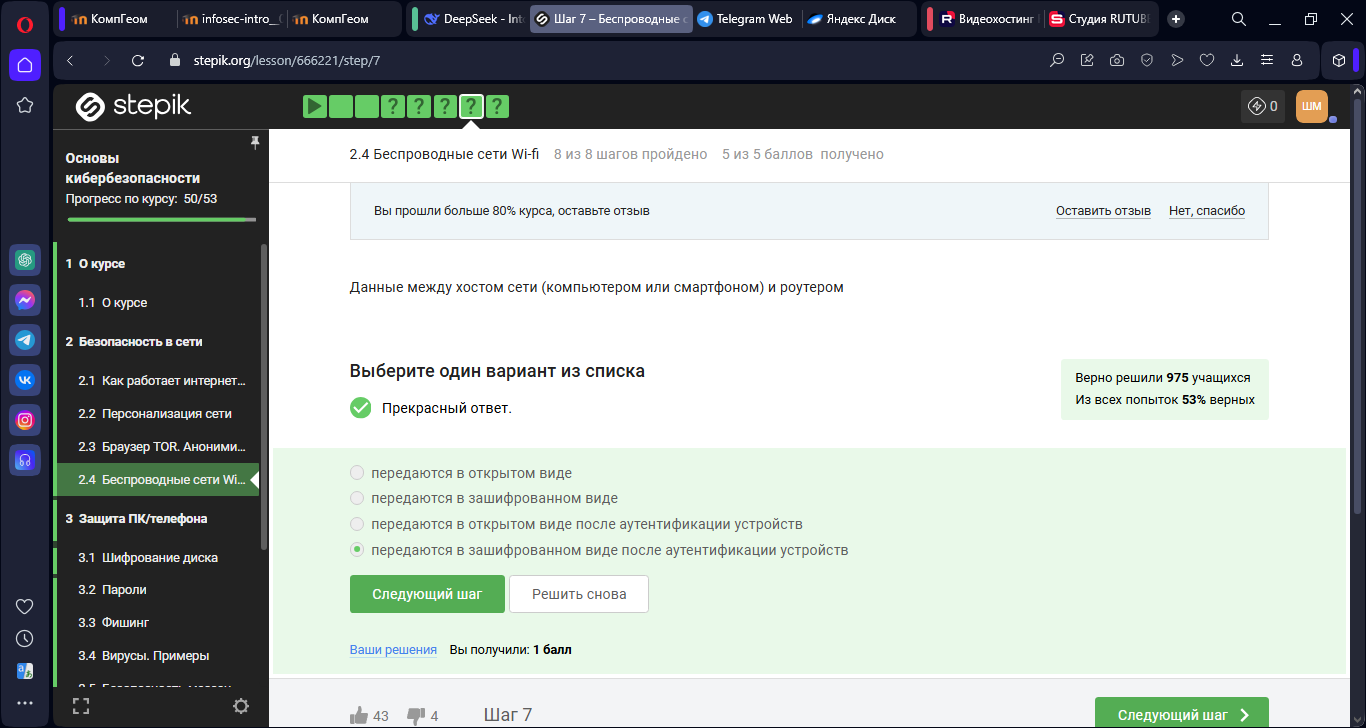 КомпГеом
infosec-intro__(
КомпГеом
DeepSeek - Int
Шаг 7 – Беспроводные с
Telegram Web
Яндекс Диск
Видеохостинг
Студия RUTUBE
stepik.org/lesson/666221/step/7
stepik
? ? ? ? ?
0
ШМ
Основы
кибербезопасности
Прогресс по курсу: 50/53
1 О курсе
1.1 О курсе
2 Безопасность в сети
2.1 Как работает интернет...
2.2 Персонализация сети
2.3 Браузер TOR. Аноними...
2.4 Беспроводные сети Wi...
3 Защита ПК/телефона
3.1 Шифрование диска
3.2 Пароли
3.3 Фишинг
3.4 Вирусы. Примеры
2.4 Беспроводные сети Wi-fi 8 из 8 шагов пройдено 5 из 5 баллов получено
Вы прошли больше 80% курса, оставьте отзыв
Оставить отзыв
Нет, спасибо
Данные между хостом сети (компьютером или смартфоном) и роутером
Выберите один вариант из списка
Прекрасный ответ.
Верно решили 975 учащихся
Из всех попыток 53% верных
передаются в открытом виде
передаются в зашифрованном виде
передаются в открытом виде после аутентификации устройств
передаются в зашифрованном виде после аутентификации устройств
Следующий шаг
Решить снова
Ваши решения Вы получили: 1 балл
43
4
Шаг 7
Следующий шаг